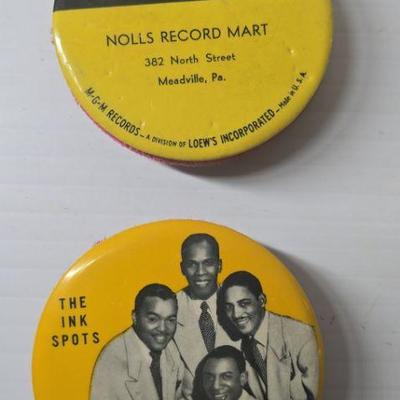 NOLLS RECORD MART
382 North Street
Meadville, Pa.
M-G-M RECORDS - A DIVISION OF LOEW'S INCORPORATED - Made in U.S.A.
THE
INK
SPOTS